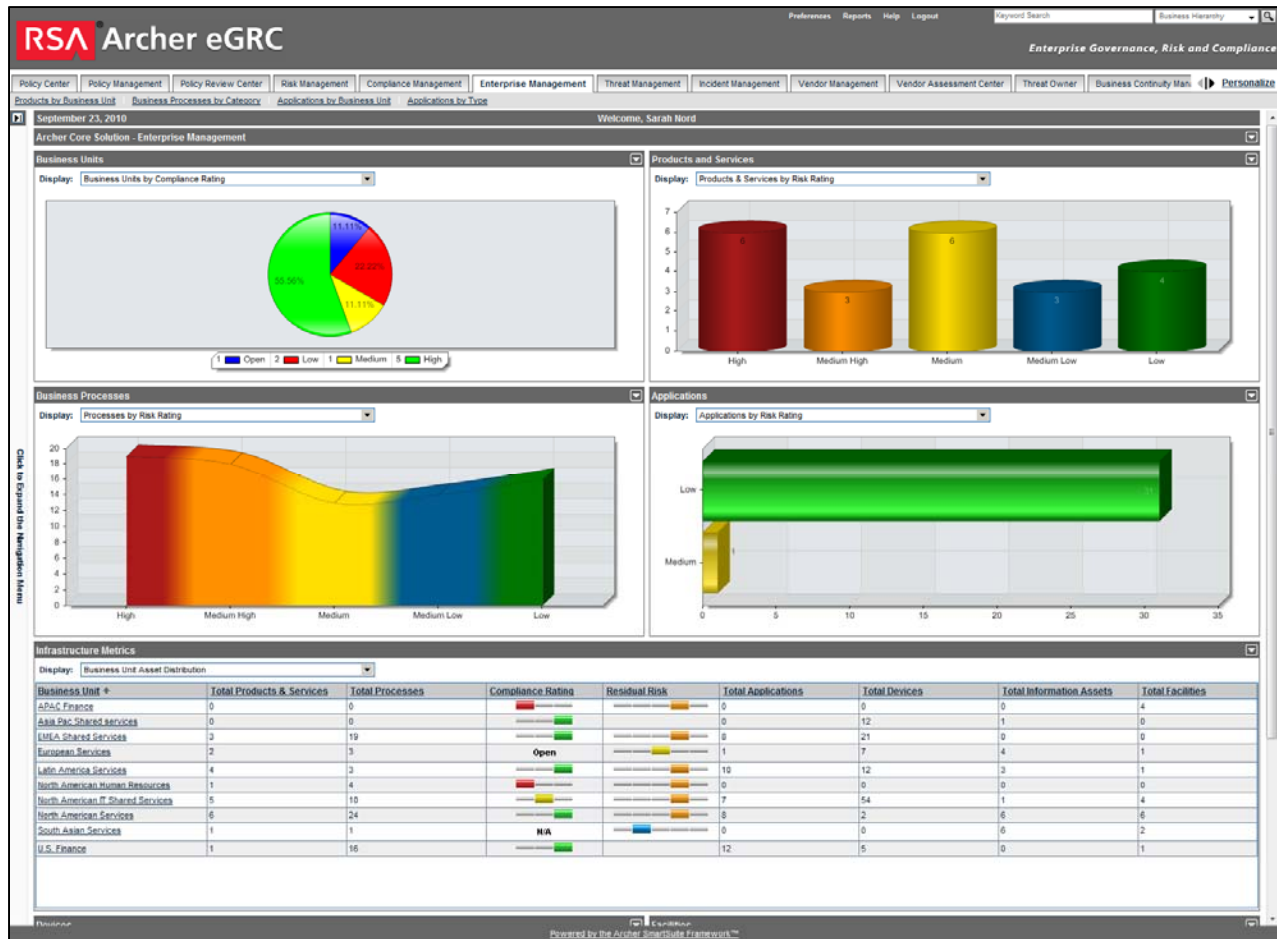 Preferences Reports Help Logout Keyword Search Business Hierarchy
RSA Archer eGRC
Enterprise Governance, Risk and Compliance
Policy Center Policy Management Policy Review Center Risk Management Compliance Management Enterprise Management Threat Management Incident Management Vendor Management Vendor Assessment Center Threat Owner Business Continuity Man Personalize
Products by Business Unit Business Processes by Category Applications by Business Unit Applications by Type
September 23, 2010 Welcome, Sarah Nord
Archer Core Solution - Enterprise Management
Click to Expand the Navigation Menu
Business Units
Display: Business Units by Compliance Rating
11.11%
22.22%
55.56%
11.11%
1 Open 2 Low 1 Medium 5 High
Products and Services
Display: Products & Services by Risk Rating
7
6
5
4
3
2
1
0
6 3 6 3 4
High Medium High Medium Medium Low Low
Business Processes
Display: Processes by Risk Rating
20
18
16
14
12
10
8
6
4
2
0
High Medium High Medium Medium Low Low
Applications
Display: Applications by Risk Rating
Low 31
Medium 1
0 5 10 15 20 25 30 35
Infrastructure Metrics
Display: Business Unit Asset Distribution
Business Unit Total Products & Services Total Processes Compliance Rating Residual Risk Total Applications Total Devices Total Information Assets Total Facilities
APAC Finance 0 0 0 0 0 4
Asia Pac Shared services 0 0 0 12 1 0
EMEA Shared Services 3 19 8 21 0 0
European Services 2 3 Open 1 7 4 1
Latin America Services 4 3 10 12 3 1
North American Human Resources 1 4 0 0 0 0
North American IT Shared Services 5 10 7 54 1 4
North American Services 6 24 8 2 6 6
South Asian Services 1 1 N/A 0 0 6 2
U.S. Finance 1 16 12 5 0 1
Devices Facilities
Powered by the Archer SmartSuite Framework™